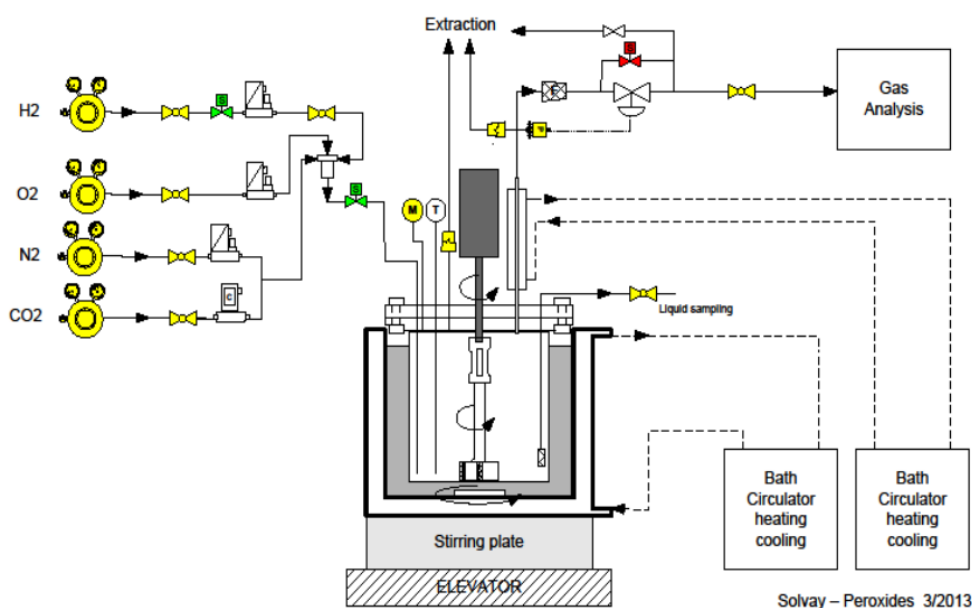 Extraction
H2
S
S
Gas
Analysis
O2
S
M
T
N2
C
CO2
Liquid sampling
Bath
Circulator
heating
cooling
Bath
Circulator
heating
cooling
Stirring plate
ELEVATOR
Solvay – Peroxides 3/2013